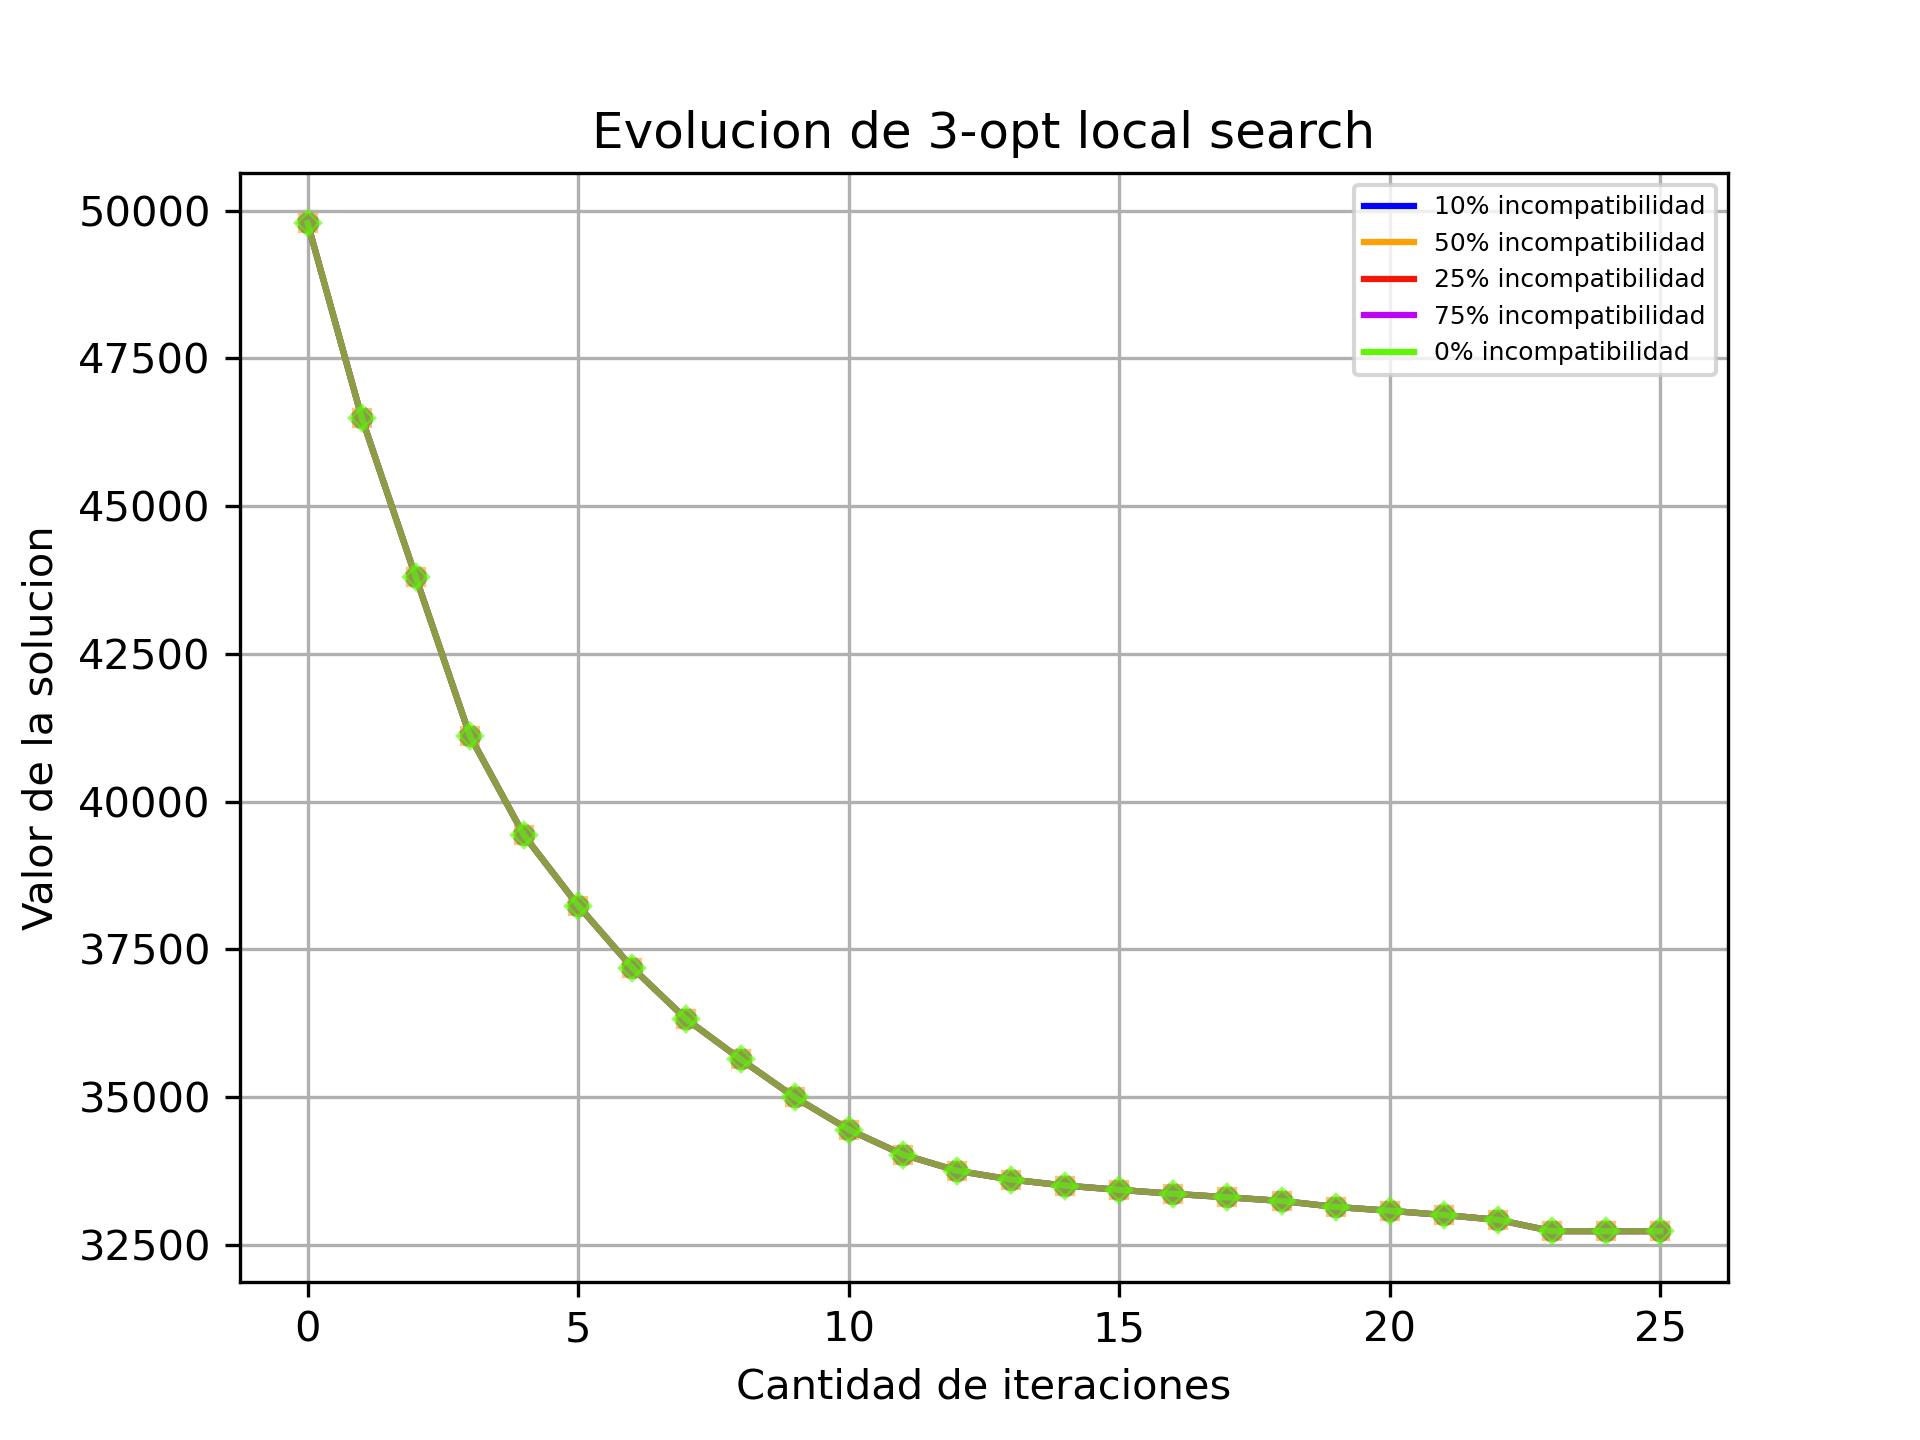 Evolucion de 3-opt local search
50000
47500
45000
42500
40000
37500
35000
32500
Valor de la solucion
10% incompatibilidad
50% incompatibilidad
25% incompatibilidad
75% incompatibilidad
0% incompatibilidad
0 5 10 15 20 25
Cantidad de iteraciones